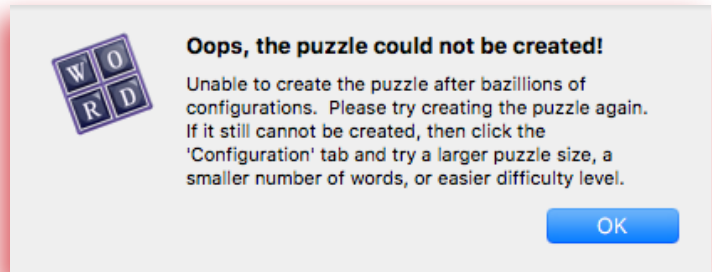 W O
R D
Oops, the puzzle could not be created!
Unable to create the puzzle after bazillions of
configurations.  Please try creating the puzzle again.
If it still cannot be created, then click the
'Configuration' tab and try a larger puzzle size, a
smaller number of words, or easier difficulty level.
OK